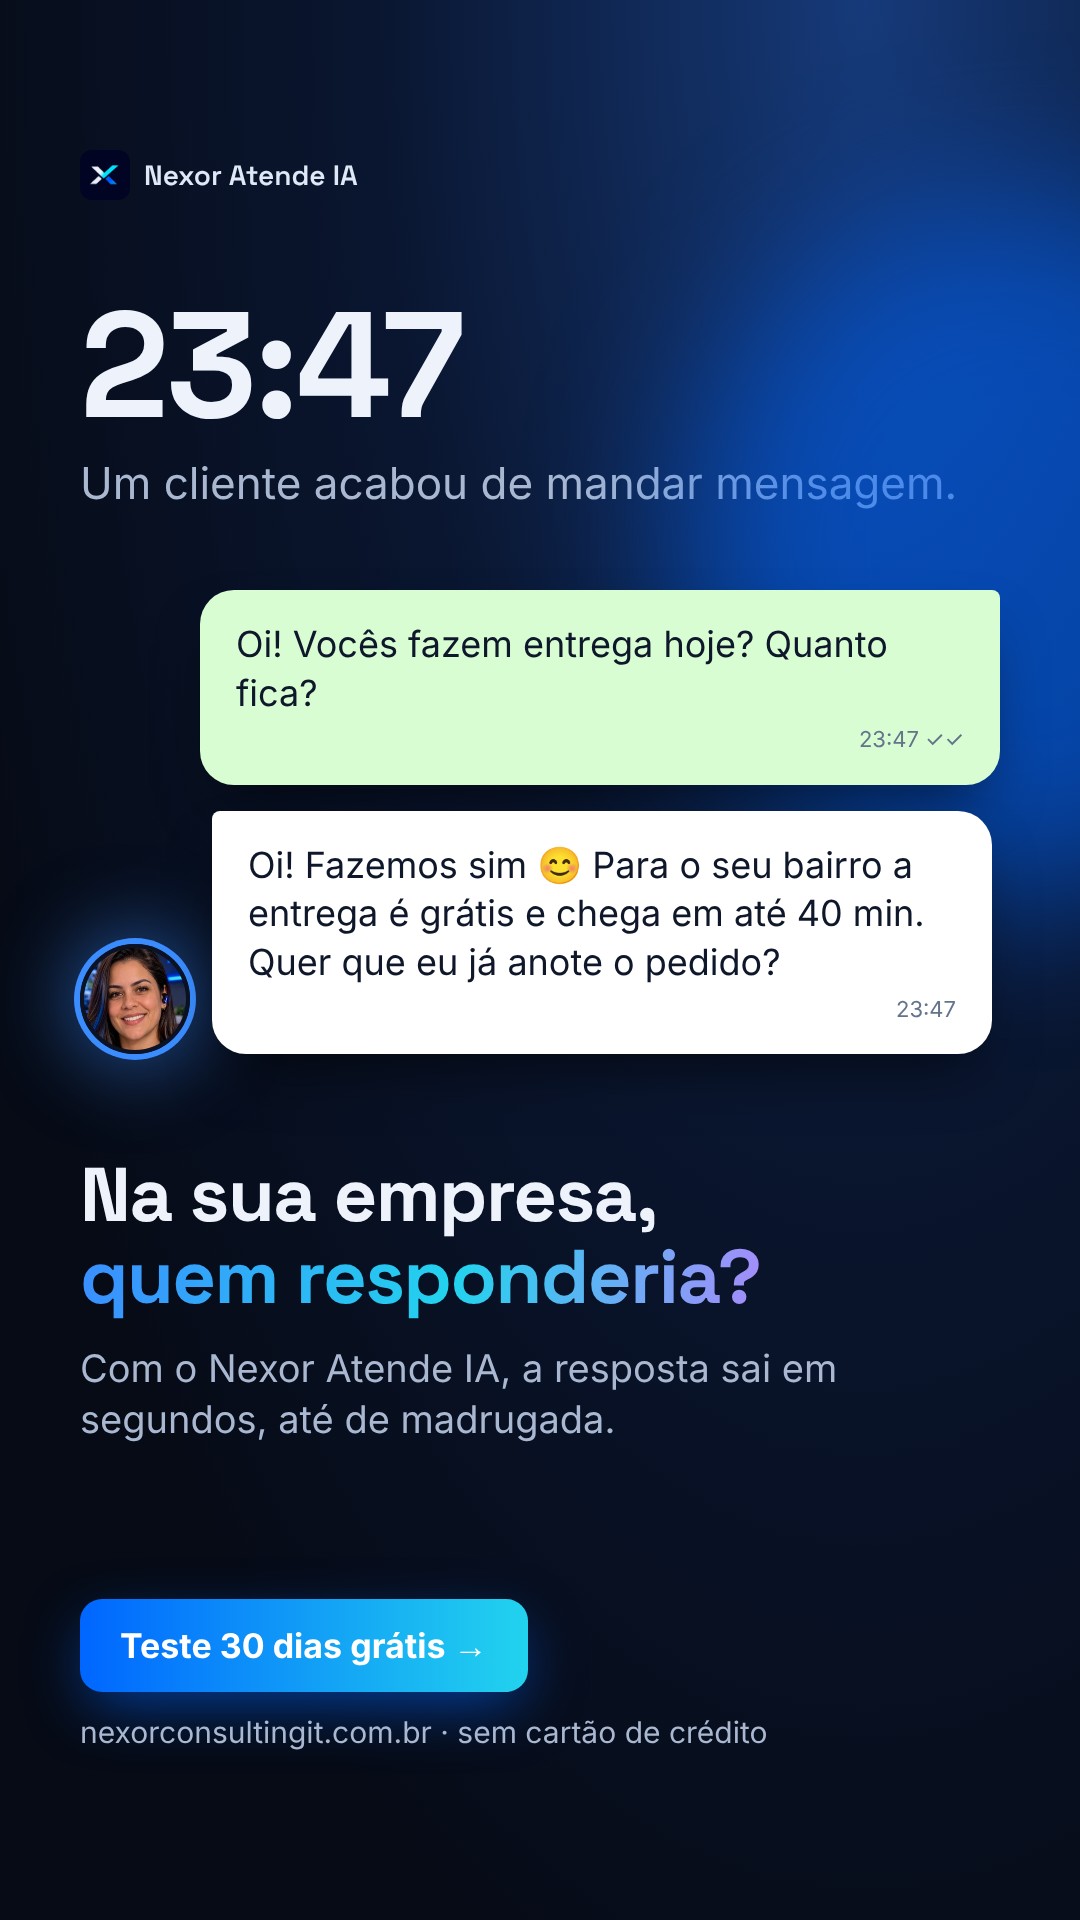 Nexor Atende IA
23:47
Um cliente acabou de mandar mensagem.
Oi! Vocês fazem entrega hoje? Quanto
fica?
23:47 ✓✓
Oi! Fazemos sim 😊 Para o seu bairro a
entrega é grátis e chega em até 40 min.
Quer que eu já anote o pedido?
23:47
Na sua empresa,
quem responderia?
Com o Nexor Atende IA, a resposta sai em
segundos, até de madrugada.
Teste 30 dias grátis →
nexorconsultingit.com.br · sem cartão de crédito